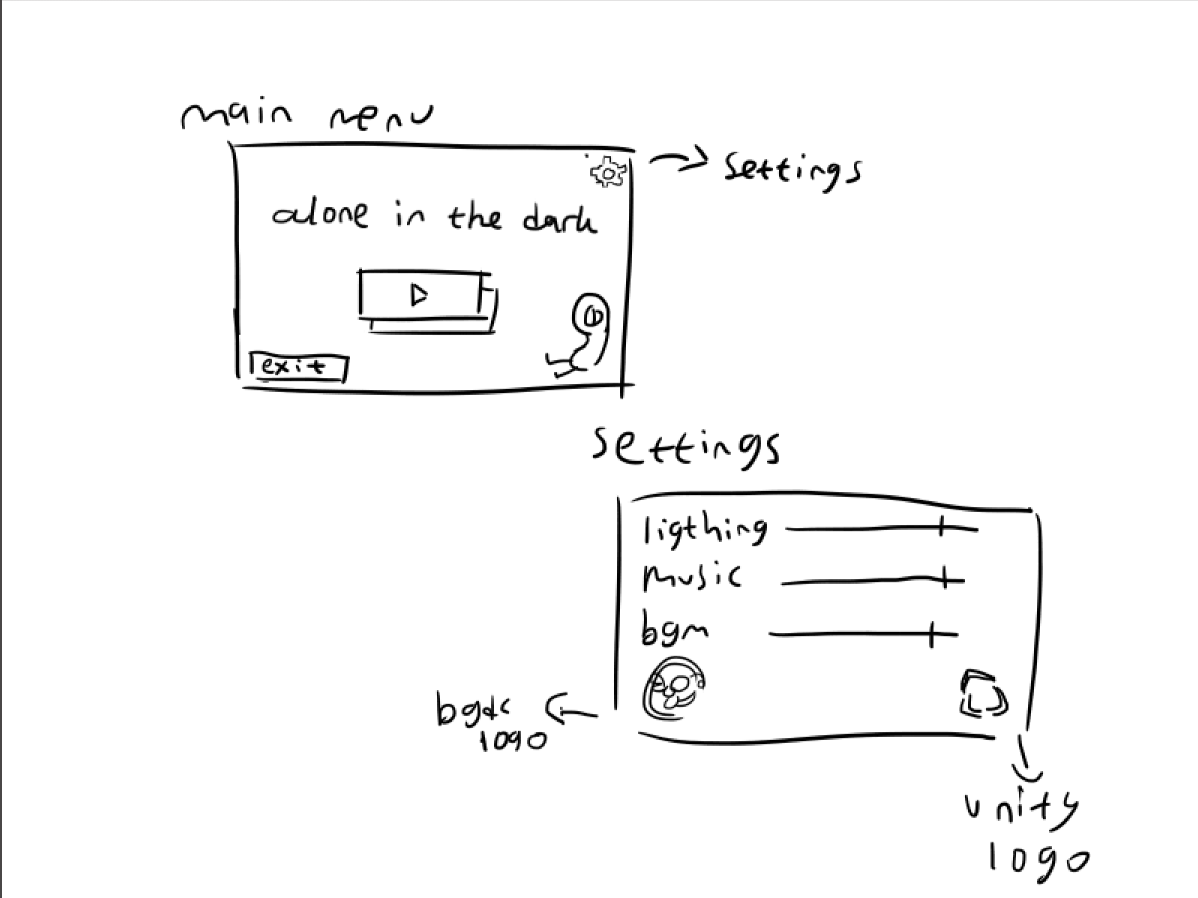 main menu
settings
alone in the dark
exit
settings
ligthing
music
bgm
bgdc
logo
unity
logo